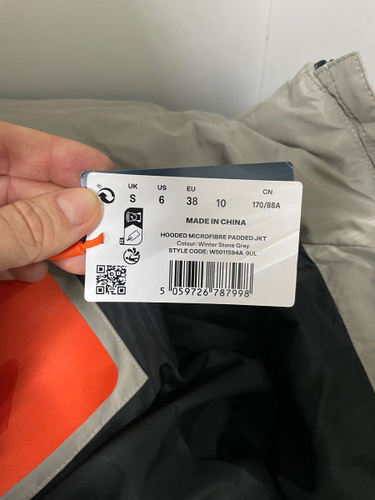 UK US EU CN
S 6 38 10 170/88A
MADE IN CHINA
HOODED MICROFIBRE PADDED JKT
Colour: Winter Stone Grey
STYLE CODE: W5011594A 9UL
5 059726 787998